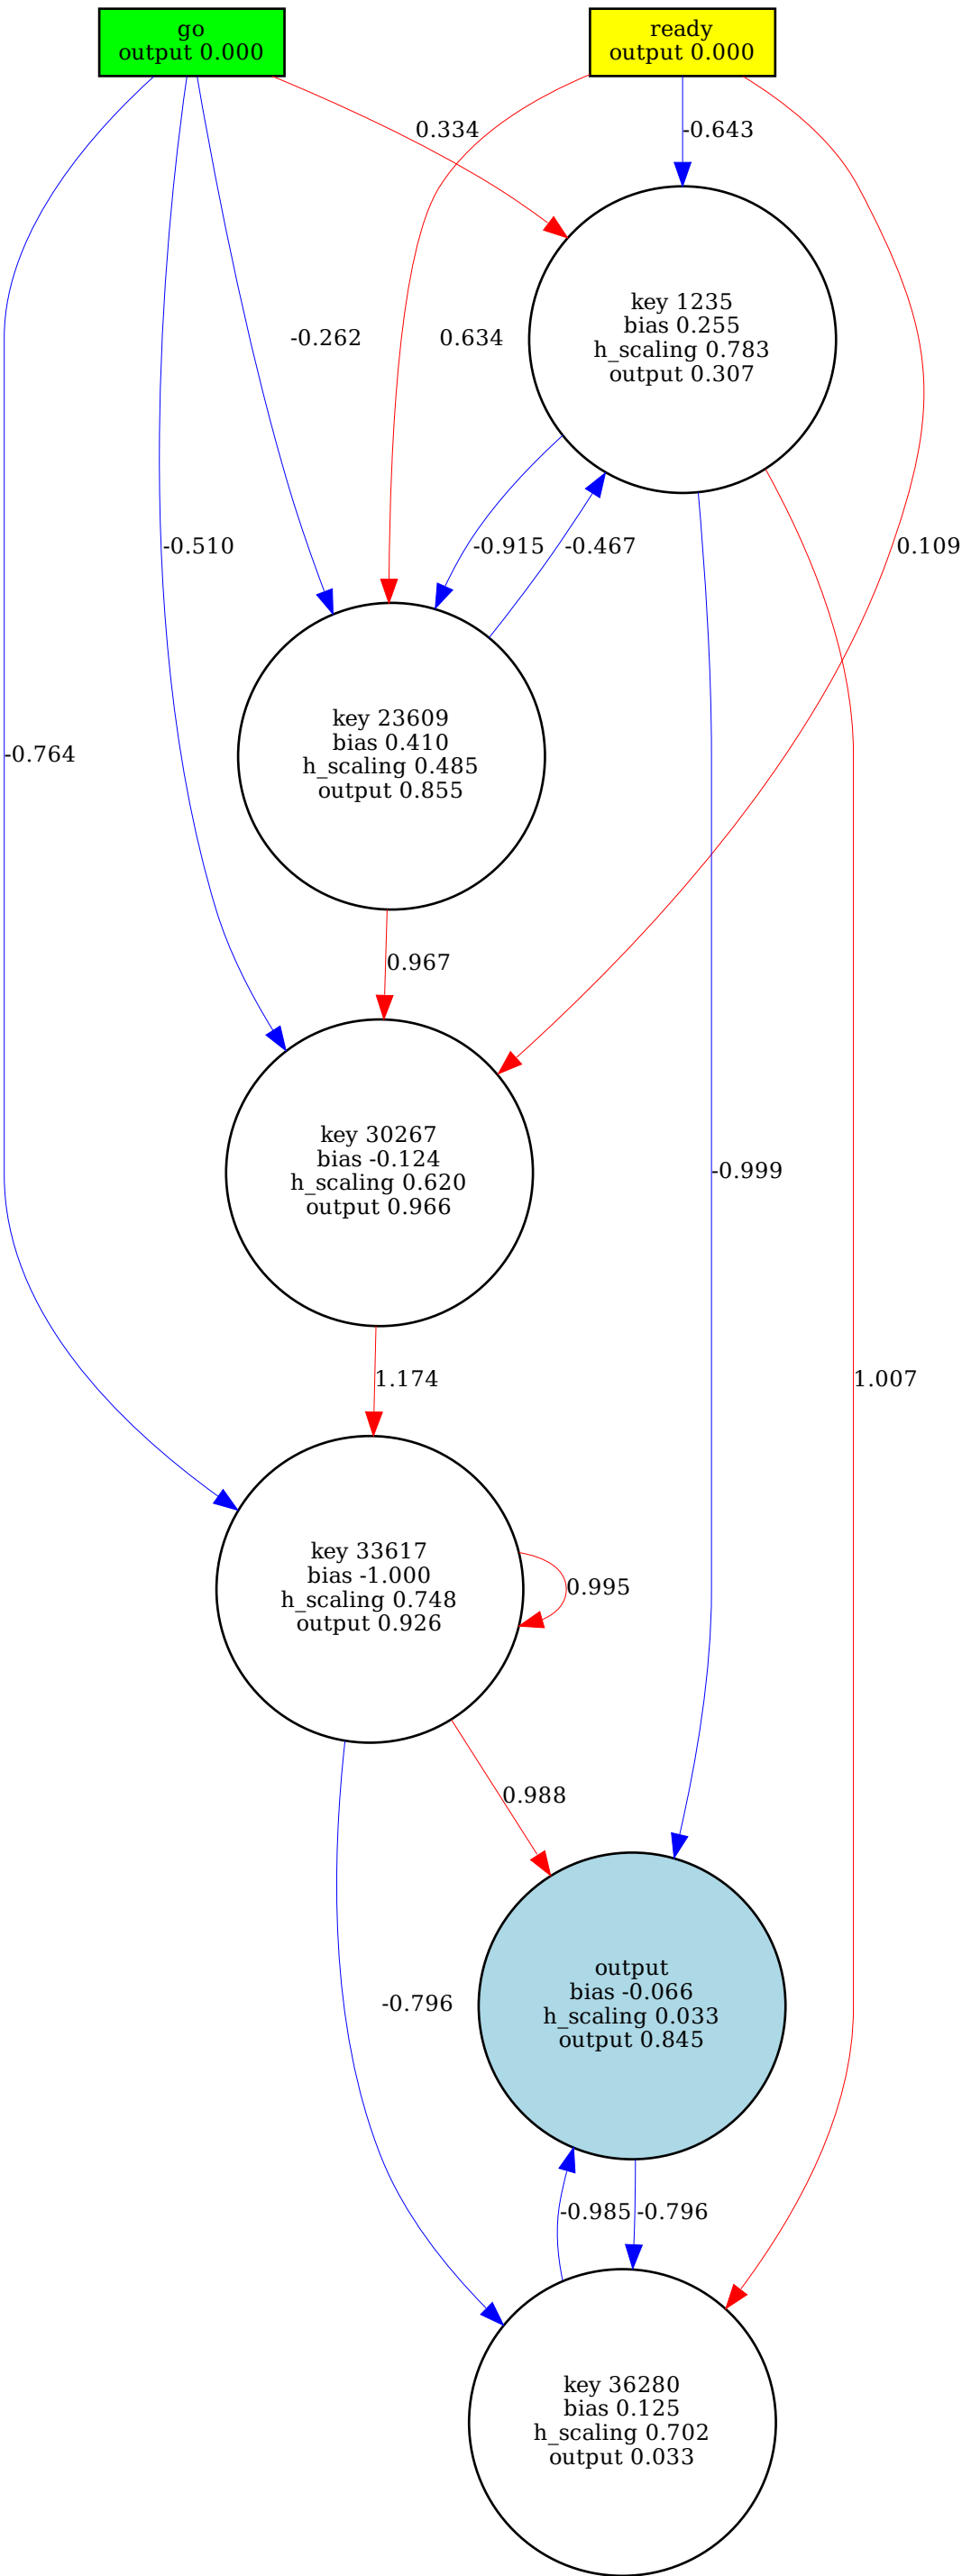 go
output 0.000
ready
output 0.000
0.334
-0.643
key 1235
bias 0.255
h_scaling 0.783
output 0.307
-0.262
0.634
-0.510
-0.915
-0.467
0.109
key 23609
bias 0.410
h_scaling 0.485
output 0.855
-0.764
0.967
key 30267
bias -0.124
h_scaling 0.620
output 0.966
-0.999
1.174
1.007
key 33617
bias -1.000
h_scaling 0.748
output 0.926
0.995
0.988
output
bias -0.066
h_scaling 0.033
output 0.845
-0.796
-0.985
-0.796
key 36280
bias 0.125
h_scaling 0.702
output 0.033